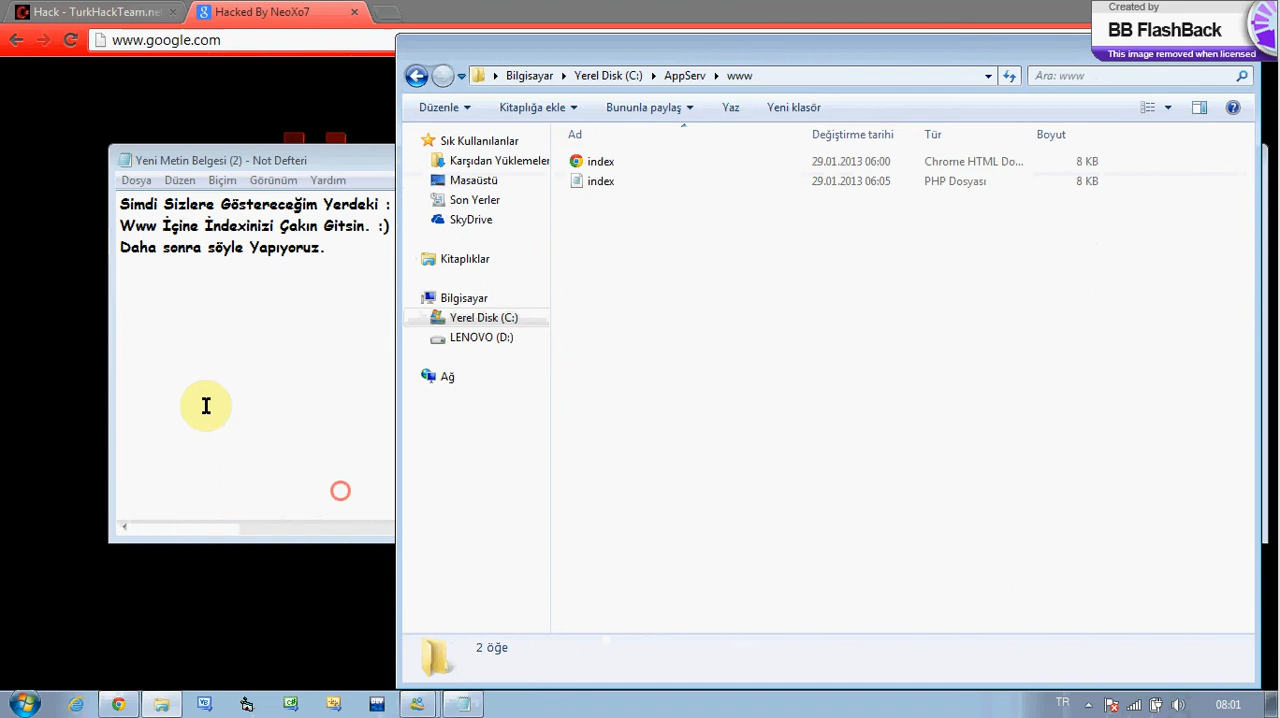 Hack - TurkHackTeam.net
Hacked By NeoXo7
www.google.com
Created by
BB FlashBack
This image removed when licensed
Bilgisayar
Yerel Disk (C:)
AppServ
www
Ara: www
Düzenle
Kitaplığa ekle
Bununla paylaş
Yaz
Yeni klasör
Sık Kullanılanlar
Karşıdan Yüklemeler
Masaüstü
Son Yerler
SkyDrive
Kitaplıklar
Bilgisayar
Yerel Disk (C:)
LENOVO (D:)
Ağ
Ad
Değiştirme tarihi
Tür
Boyut
index
29.01.2013 06:00
Chrome HTML Do...
8 KB
index
29.01.2013 06:05
PHP Dosyası
8 KB
2 öğe
Yeni Metin Belgesi (2) - Not Defteri
Dosya
Düzen
Biçim
Görünüm
Yardım
Simdi Sizlere Göstereceğim Yerdeki :
Www İçine İndexinizi Çakın Gitsin. :)
Daha sonra söyle Yapıyoruz.
TR
08:01